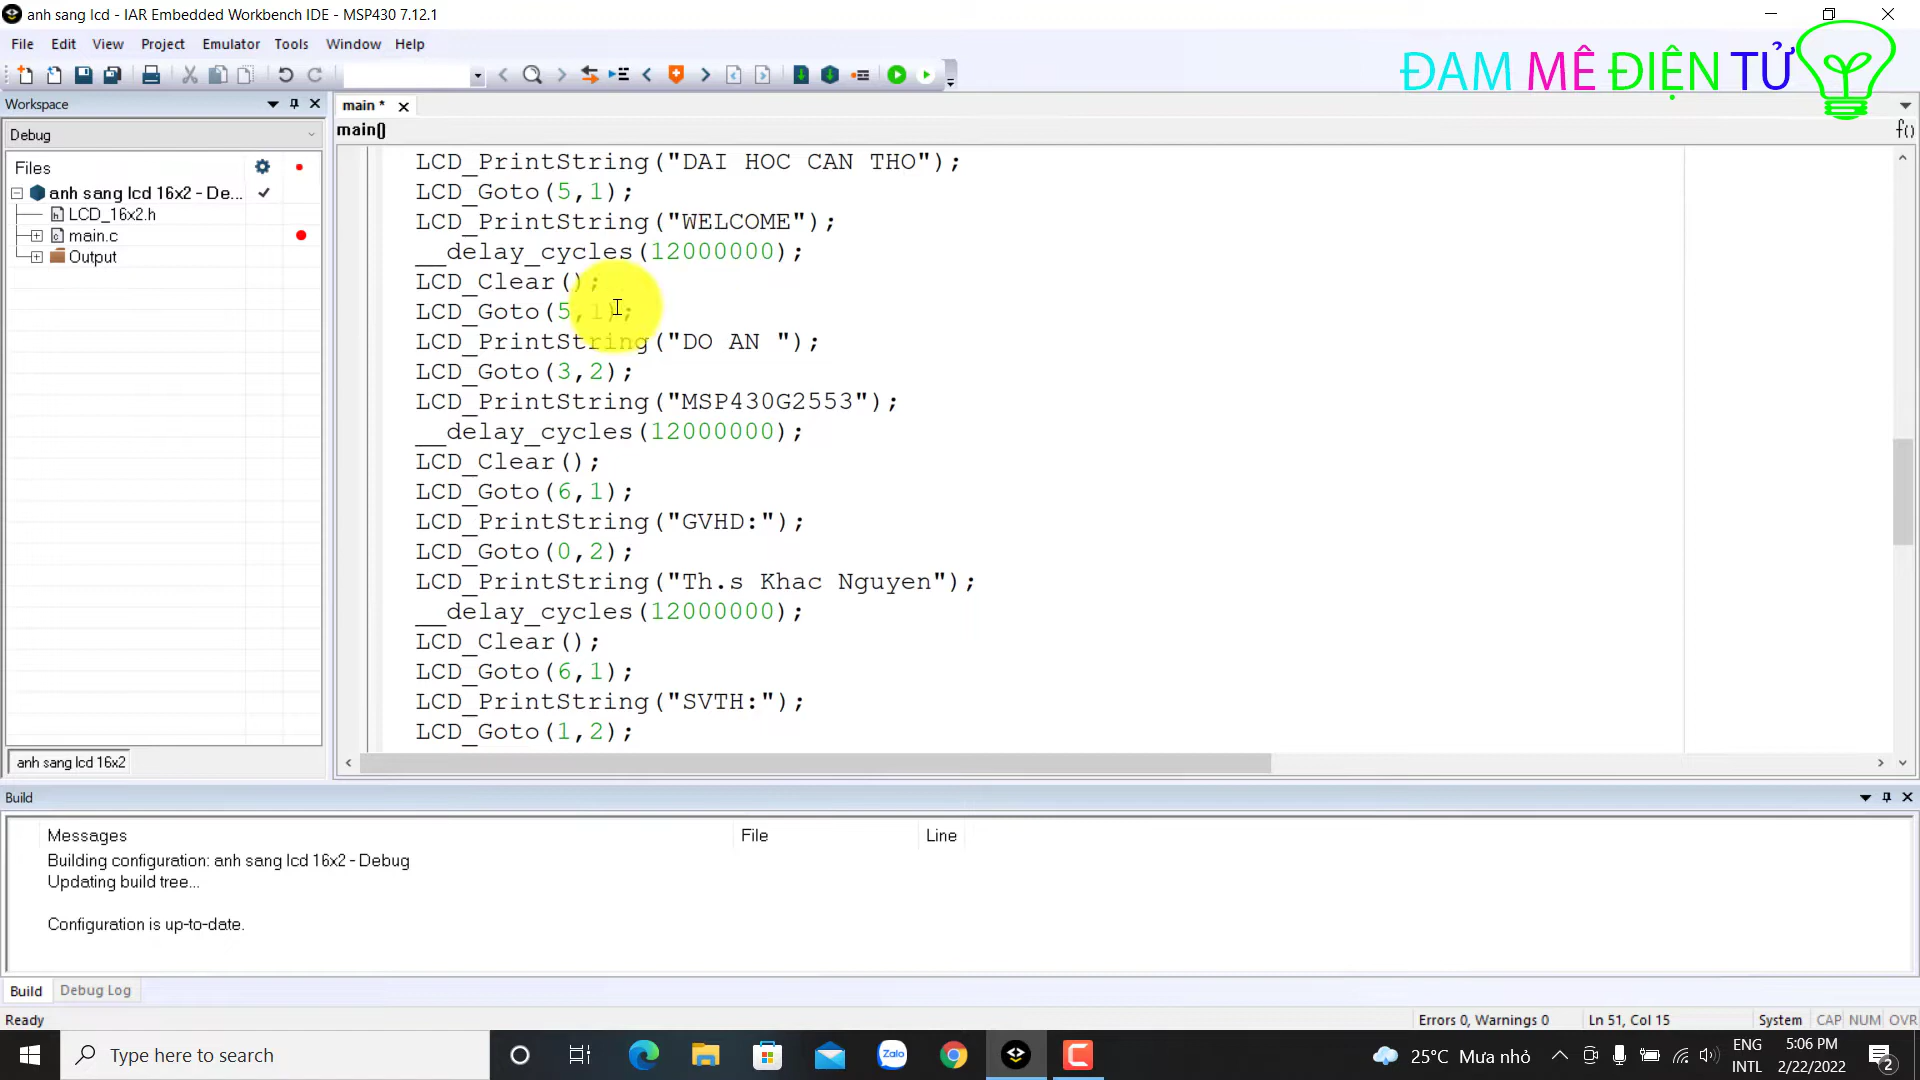 anh sang lcd - IAR Embedded Workbench IDE - MSP430 7.12.1
File Edit View Project Emulator Tools Window Help
ĐAM MÊ ĐIỆN TỬ
Workspace
main *
Debug
main()
f()
Files
anh sang lcd 16x2 - De...
LCD_16x2.h
main.c
Output
LCD_PrintString("DAI HOC CAN THO");
LCD_Goto(5,1);
LCD_PrintString("WELCOME");
__delay_cycles(12000000);
LCD_Clear();
LCD_Goto(5,1);
LCD_PrintString("DO AN ");
LCD_Goto(3,2);
LCD_PrintString("MSP430G2553");
__delay_cycles(12000000);
LCD_Clear();
LCD_Goto(6,1);
LCD_PrintString("GVHD:");
LCD_Goto(0,2);
LCD_PrintString("Th.s Khac Nguyen");
__delay_cycles(12000000);
LCD_Clear();
LCD_Goto(6,1);
LCD_PrintString("SVTH:");
LCD_Goto(1,2);
anh sang lcd 16x2
Build
Messages File Line
Building configuration: anh sang lcd 16x2 - Debug
Updating build tree...
Configuration is up-to-date.
Build Debug Log
Ready Errors 0, Warnings 0 Ln 51, Col 15 System CAP NUM OVR
Type here to search
Zalo
25°C Mưa nhỏ
ENG
INTL
5:06 PM
2/22/2022
2